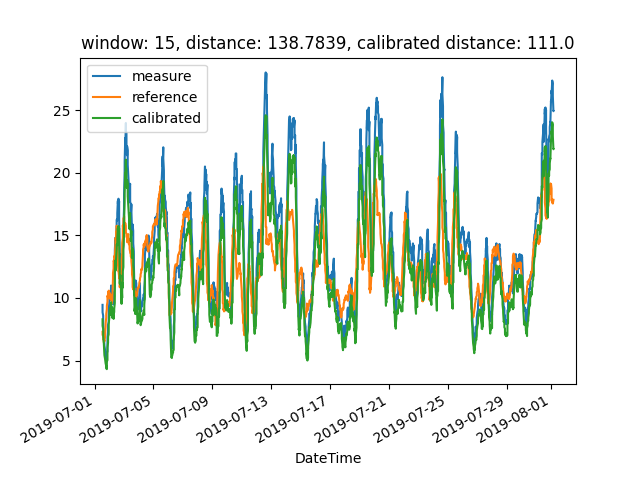 window: 15, distance: 138.7839, calibrated distance: 111.0
measure
reference
calibrated
25
20
15
10
5
2019-07-01
2019-07-05
2019-07-09
2019-07-13
2019-07-17
2019-07-21
2019-07-25
2019-07-29
2019-08-01
DateTime